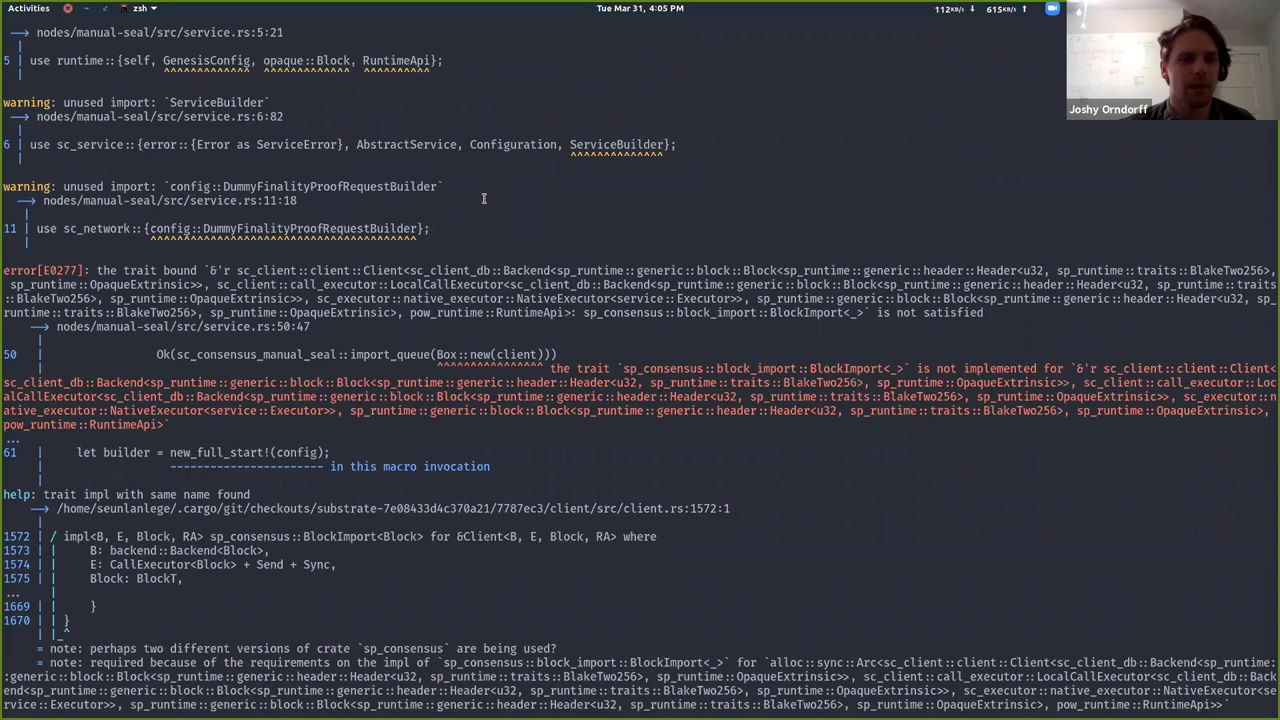 Activities
zsh
Tue Mar 31, 4:05 PM
112KB/s ↓ 615KB/s ↑
Joshy Orndorff
--> nodes/manual-seal/src/service.rs:5:21
|
5 | use runtime::{self, GenesisConfig, opaque::Block, RuntimeApi};
| ^^^^^^^^^^^^^ ^^^^^^^^^^^^^ ^^^^^^^^^^
warning: unused import: `ServiceBuilder`
--> nodes/manual-seal/src/service.rs:6:82
|
6 | use sc_service::{error::{Error as ServiceError}, AbstractService, Configuration, ServiceBuilder};
| ^^^^^^^^^^^^^^
warning: unused import: `config::DummyFinalityProofRequestBuilder`
--> nodes/manual-seal/src/service.rs:11:18
|
11 | use sc_network::{config::DummyFinalityProofRequestBuilder};
| ^^^^^^^^^^^^^^^^^^^^^^^^^^^^^^^^^^^^^^^^
error[E0277]: the trait bound `&'r sc_client::client::Client<sc_client_db::Backend<sp_runtime::generic::block::Block<sp_runtime::generic::header::Header<u32, sp_runtime::traits::BlakeTwo256>,
sp_runtime::OpaqueExtrinsic>>, sc_client::call_executor::LocalCallExecutor<sc_client_db::Backend<sp_runtime::generic::block::Block<sp_runtime::generic::header::Header<u32, sp_runtime::traits
::BlakeTwo256>, sp_runtime::OpaqueExtrinsic>>, sc_executor::native_executor::NativeExecutor<service::Executor>>, sp_runtime::generic::block::Block<sp_runtime::generic::header::Header<u32, sp_
runtime::traits::BlakeTwo256>, sp_runtime::OpaqueExtrinsic>, pow_runtime::RuntimeApi>: sp_consensus::block_import::BlockImport<_>` is not satisfied
--> nodes/manual-seal/src/service.rs:50:47
|
50 | Ok(sc_consensus_manual_seal::import_queue(Box::new(client)))
| ^^^^^^^^^^^^^^^^ the trait `sp_consensus::block_import::BlockImport<_>` is not implemented for `&'r sc_client::client::Client<
sc_client_db::Backend<sp_runtime::generic::block::Block<sp_runtime::generic::header::Header<u32, sp_runtime::traits::BlakeTwo256>, sp_runtime::OpaqueExtrinsic>>, sc_client::call_executor::Loc
alCallExecutor<sc_client_db::Backend<sp_runtime::generic::block::Block<sp_runtime::generic::header::Header<u32, sp_runtime::traits::BlakeTwo256>, sp_runtime::OpaqueExtrinsic>>, sc_executor::n
ative_executor::NativeExecutor<service::Executor>>, sp_runtime::generic::block::Block<sp_runtime::generic::header::Header<u32, sp_runtime::traits::BlakeTwo256>, sp_runtime::OpaqueExtrinsic>,
pow_runtime::RuntimeApi>`
...
61 | let builder = new_full_start!(config);
| ----------------------- in this macro invocation
|
help: trait impl with same name found
--> /home/seunlanlege/.cargo/git/checkouts/substrate-7e08433d4c370a21/7787ec3/client/src/client.rs:1572:1
|
1572 | / impl<B, E, Block, RA> sp_consensus::BlockImport<Block> for &Client<B, E, Block, RA> where
1573 | | B: backend::Backend<Block>,
1574 | | E: CallExecutor<Block> + Send + Sync,
1575 | | Block: BlockT,
... |
1669 | | }
1670 | | }
| |_^
= note: perhaps two different versions of crate `sp_consensus` are being used?
= note: required because of the requirements on the impl of `sp_consensus::block_import::BlockImport<_>` for `alloc::sync::Arc<sc_client::client::Client<sc_client_db::Backend<sp_runtime:
:generic::block::Block<sp_runtime::generic::header::Header<u32, sp_runtime::traits::BlakeTwo256>, sp_runtime::OpaqueExtrinsic>>, sc_client::call_executor::LocalCallExecutor<sc_client_db::Back
end<sp_runtime::generic::block::Block<sp_runtime::generic::header::Header<u32, sp_runtime::traits::BlakeTwo256>, sp_runtime::OpaqueExtrinsic>>, sc_executor::native_executor::NativeExecutor<se
rvice::Executor>>, sp_runtime::generic::block::Block<sp_runtime::generic::header::Header<u32, sp_runtime::traits::BlakeTwo256>, sp_runtime::OpaqueExtrinsic>, pow_runtime::RuntimeApi>>`